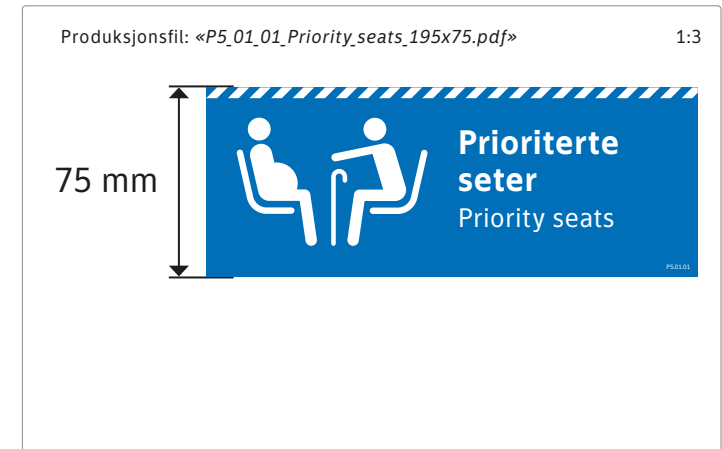 Produksjonsfil: «P5_01_01_Priority_seats_195x75.pdf»
1:3
75 mm
Prioriterte
seter
Priority seats
P5.01.01